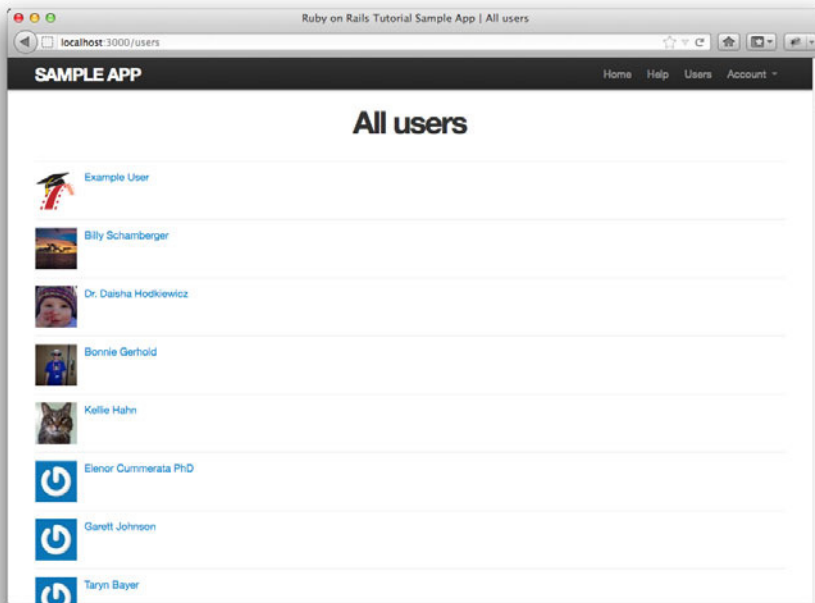 Ruby on Rails Tutorial Sample App | All users
localhost:3000/users
SAMPLE APP
Home Help Users Account
All users
Example User
Billy Schamberger
Dr. Daisha Hodkiewicz
Bonnie Gerhold
Kellie Hahn
Elenor Cummerata PhD
Garett Johnson
Taryn Bayer